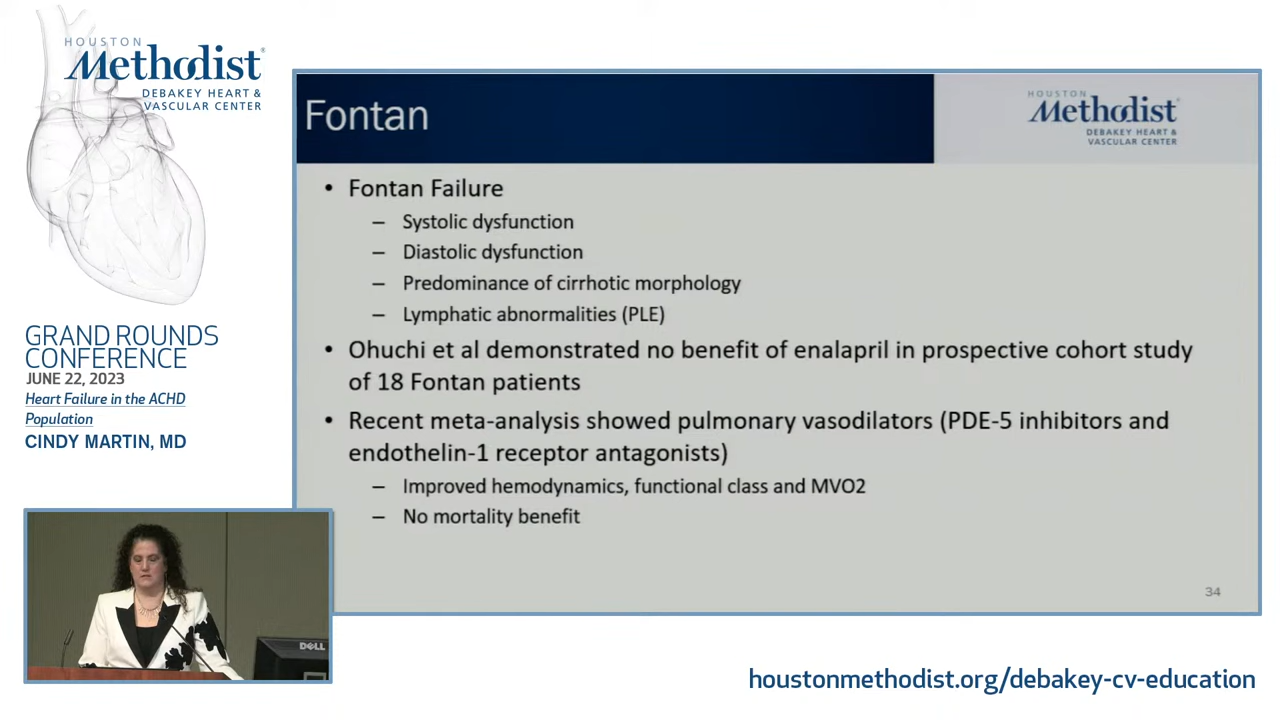 HOUSTON
Methodist
DEBAKEY HEART &
VASCULAR CENTER
GRAND ROUNDS
CONFERENCE
JUNE 22, 2023
Heart Failure in the ACHD
Population
CINDY MARTIN, MD
Fontan
HOUSTON
Methodist
DEBAKEY HEART &
VASCULAR CENTER
• Fontan Failure
– Systolic dysfunction
– Diastolic dysfunction
– Predominance of cirrhotic morphology
– Lymphatic abnormalities (PLE)
• Ohuchi et al demonstrated no benefit of enalapril in prospective cohort study
of 18 Fontan patients
• Recent meta-analysis showed pulmonary vasodilators (PDE-5 inhibitors and
endothelin-1 receptor antagonists)
– Improved hemodynamics, functional class and MVO2
– No mortality benefit
34
DELL
houstonmethodist.org/debakey-cv-education